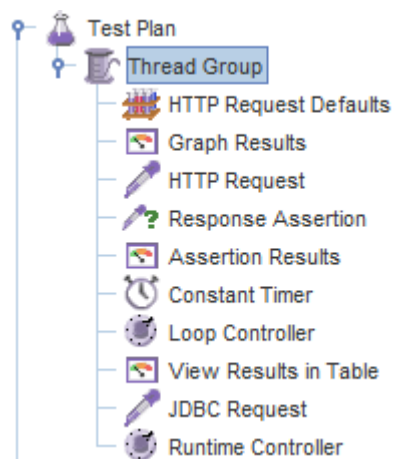 Test Plan
Thread Group
HTTP Request Defaults
Graph Results
HTTP Request
Response Assertion
Assertion Results
Constant Timer
Loop Controller
View Results in Table
JDBC Request
Runtime Controller